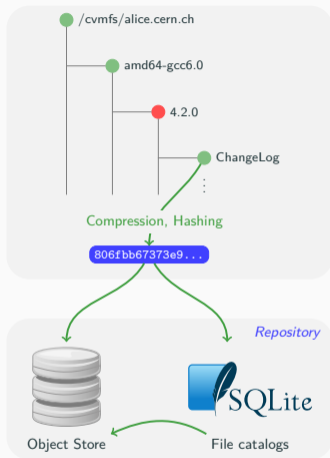 /cvmfs/alice.cern.ch
amd64-gcc6.0
4.2.0
ChangeLog
Compression, Hashing
806fbb67373e9...
Repository
SQLite
Object Store
File catalogs